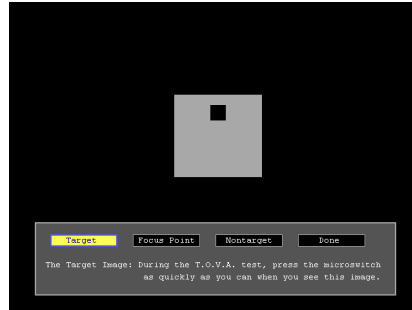 Target Focus Point Nontarget Done
The Target Image: During the T.O.V.A. test, press the microswitch
as quickly as you can when you see this image.